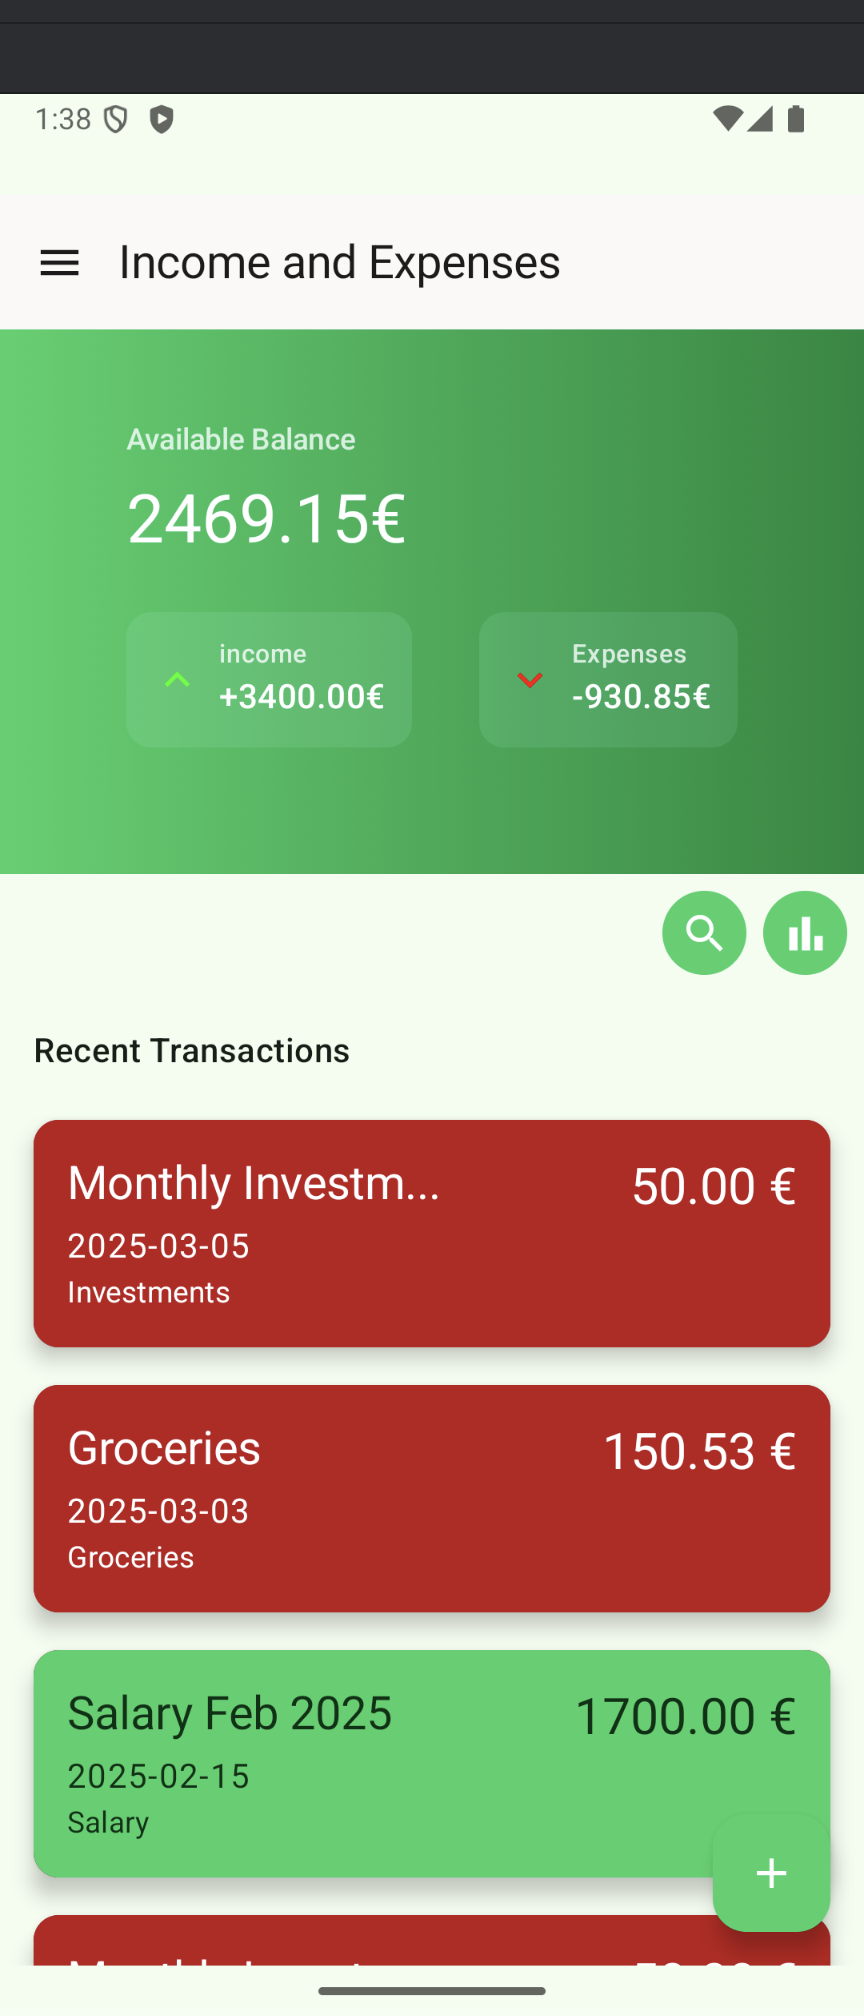 1:38
Income and Expenses
Available Balance
2469.15€
income
+3400.00€
Expenses
-930.85€
Recent Transactions
Monthly Investm...
50.00 €
2025-03-05
Investments
Groceries
150.53 €
2025-03-03
Groceries
Salary Feb 2025
1700.00 €
2025-02-15
Salary